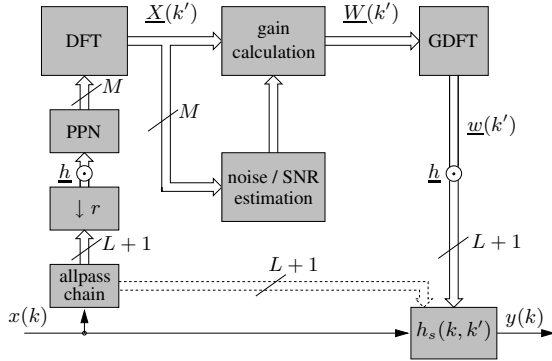 DFT
X(k′)
gain
calculation
W(k′)
GDFT
M
M
PPN
w(k′)
h
noise / SNR
estimation
h
↓ r
L + 1
L + 1
allpass
chain
L + 1
x(k)
h_s(k, k′)
y(k)